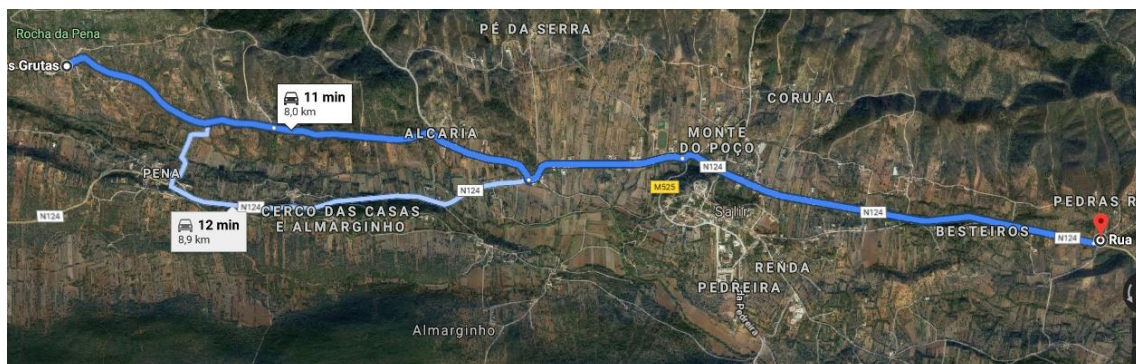 Rocha da Pena
s Grutas
PÉ DA SERRA
11 min
8,0 km
CORUJA
ALCARIA
MONTE
DO POÇO
N124
PENA
N124
M525
N124
N124
12 min
8,9 km
CERCO DAS CASAS
E ALMARGINHO
Salir
N124
BESTEIROS
PEDRAS R
N124
Rua
RENDA
PEDREIRA
Almarginho